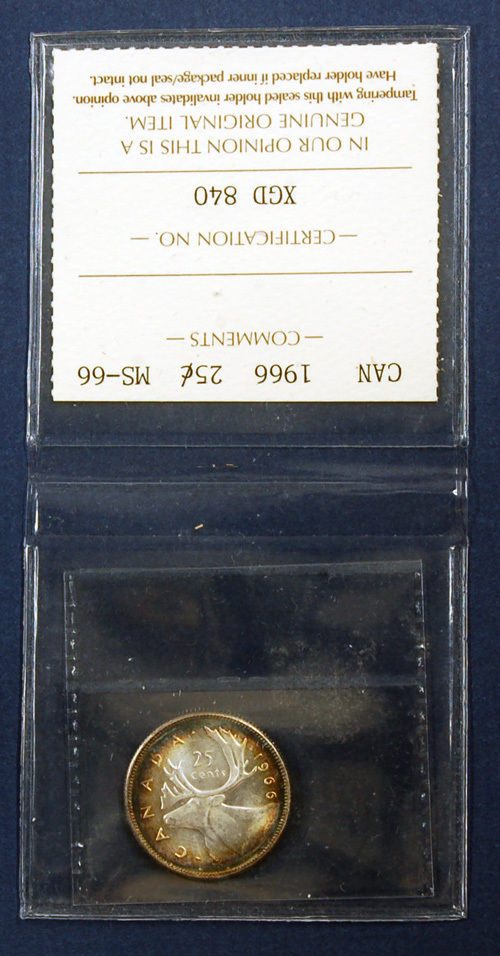 CAN 1966 25¢ MS-66
— COMMENTS —
— CERTIFICATION NO. —
XGD 840
IN OUR OPINION THIS IS A
GENUINE ORIGINAL ITEM.
Tampering with this sealed holder invalidates above opinion.
Have holder replaced if inner package/seal not intact.
25
cents
CANADA 1966